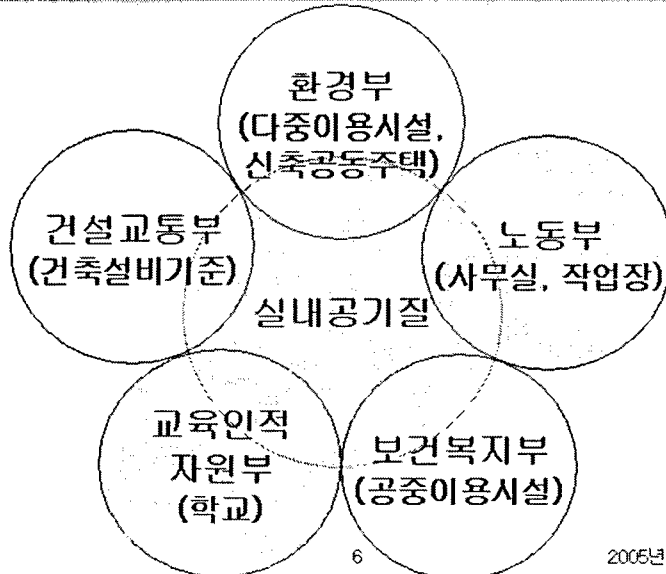 환경부
(다중이용시설,
신축공동주택)
건설교통부
(건축설비기준)
노동부
(사무실, 작업장)
실내공기질
교육인적
자원부
(학교)
보건복지부
(공중이용시설)
6
2005년